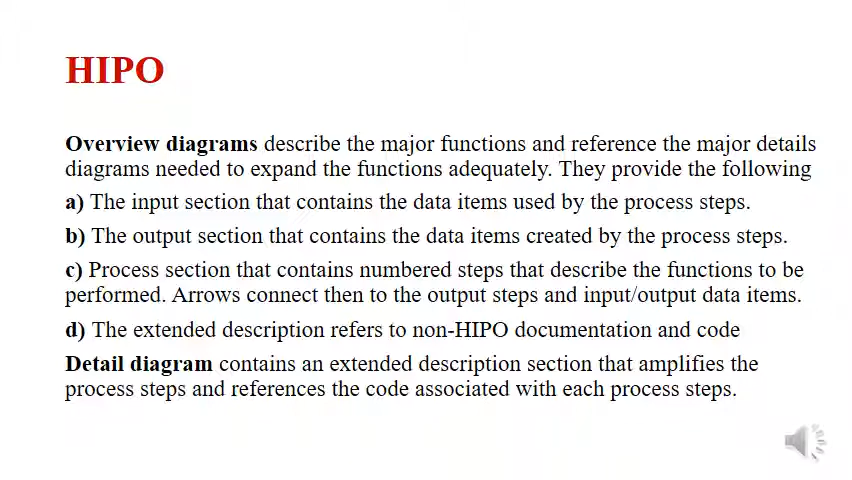 HIPO
Overview diagrams describe the major functions and reference the major details
diagrams needed to expand the functions adequately. They provide the following
a) The input section that contains the data items used by the process steps.
b) The output section that contains the data items created by the process steps.
c) Process section that contains numbered steps that describe the functions to be
performed. Arrows connect then to the output steps and input/output data items.
d) The extended description refers to non-HIPO documentation and code
Detail diagram contains an extended description section that amplifies the
process steps and references the code associated with each process steps.